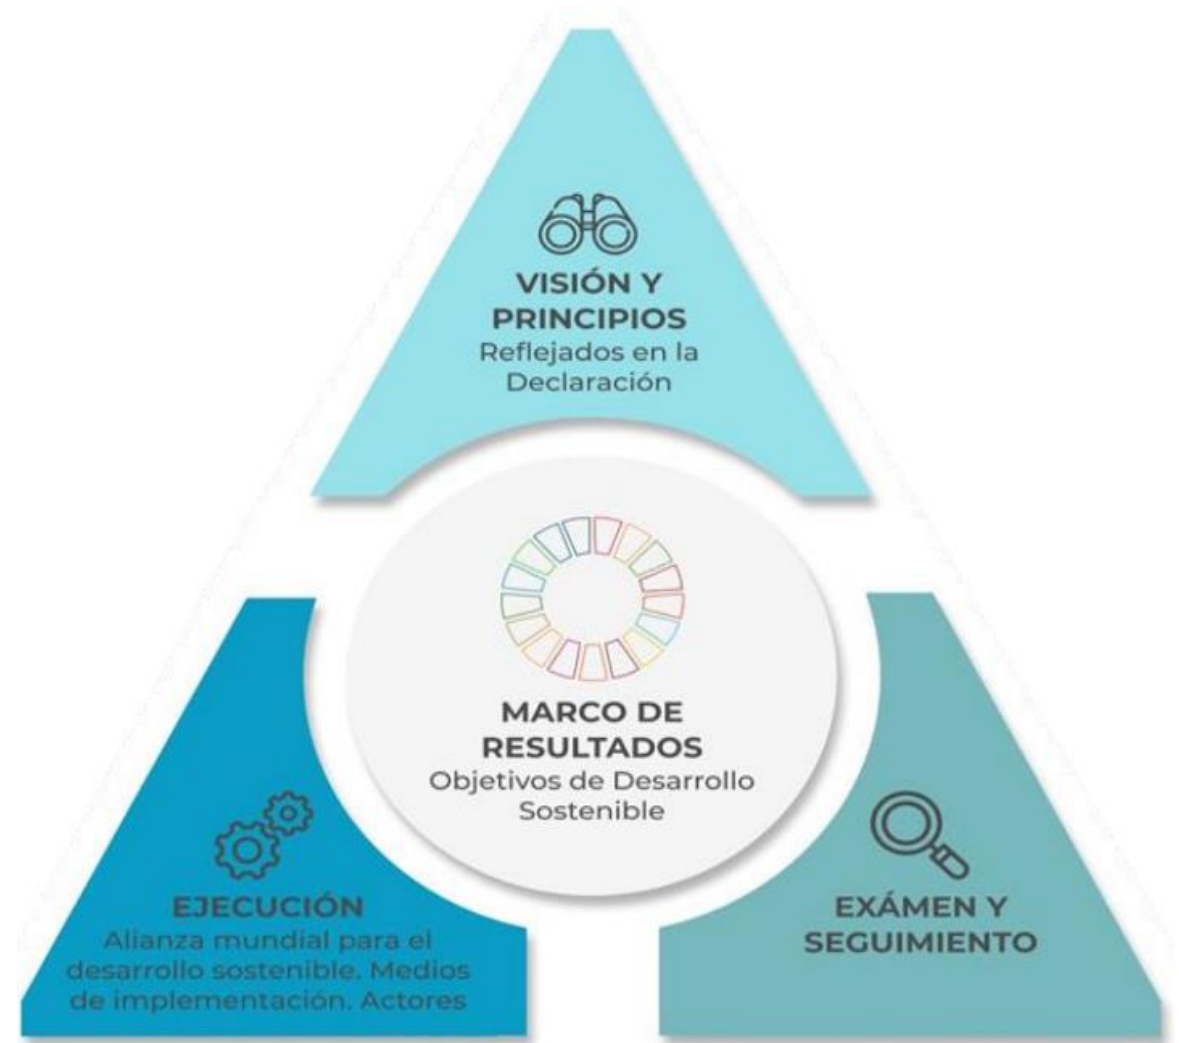 VISIÓN Y
PRINCIPIOS
Reflejados en la
Declaración
MARCO DE
RESULTADOS
Objetivos de Desarrollo
Sostenible
EJECUCIÓN
Alianza mundial para el
desarrollo sostenible. Medios
de implementación. Actores
EXÁMEN Y
SEGUIMIENTO